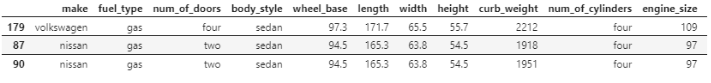 make fuel_type num_of_doors body_style wheel_base length width height curb_weight num_of_cylinders engine_size
179 volkswagen gas four sedan 97.3 171.7 65.5 55.7 2212 four 109
87 nissan gas two sedan 94.5 165.3 63.8 54.5 1918 four 97
90 nissan gas two sedan 94.5 165.3 63.8 54.5 1951 four 97